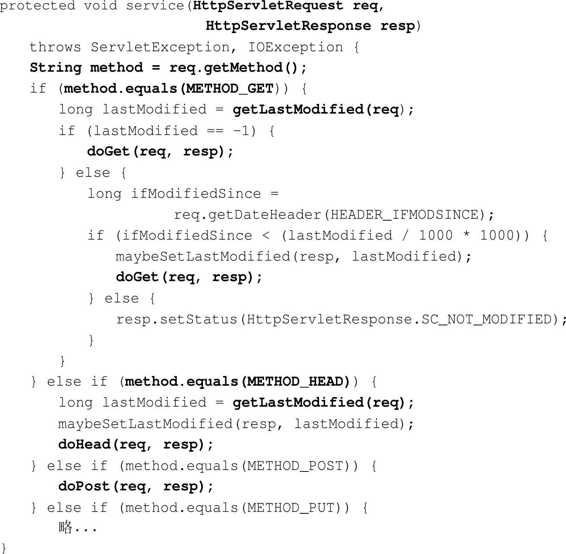 protected void service(HttpServletRequest req,
                       HttpServletResponse resp)
    throws ServletException, IOException {
    String method = req.getMethod();
    if (method.equals(METHOD_GET)) {
        long lastModified = getLastModified(req);
        if (lastModified == -1) {
            doGet(req, resp);
        } else {
            long ifModifiedSince =
                        req.getDateHeader(HEADER_IFMODSINCE);
            if (ifModifiedSince < (lastModified / 1000 * 1000)) {
                maybeSetLastModified(resp, lastModified);
                doGet(req, resp);
            } else {
                resp.setStatus(HttpServletResponse.SC_NOT_MODIFIED);
            }
        }
    } else if (method.equals(METHOD_HEAD)) {
        long lastModified = getLastModified(req);
        maybeSetLastModified(resp, lastModified);
        doHead(req, resp);
    } else if (method.equals(METHOD_POST)) {
        doPost(req, resp);
    } else if (method.equals(METHOD_PUT)) {
        略...
}